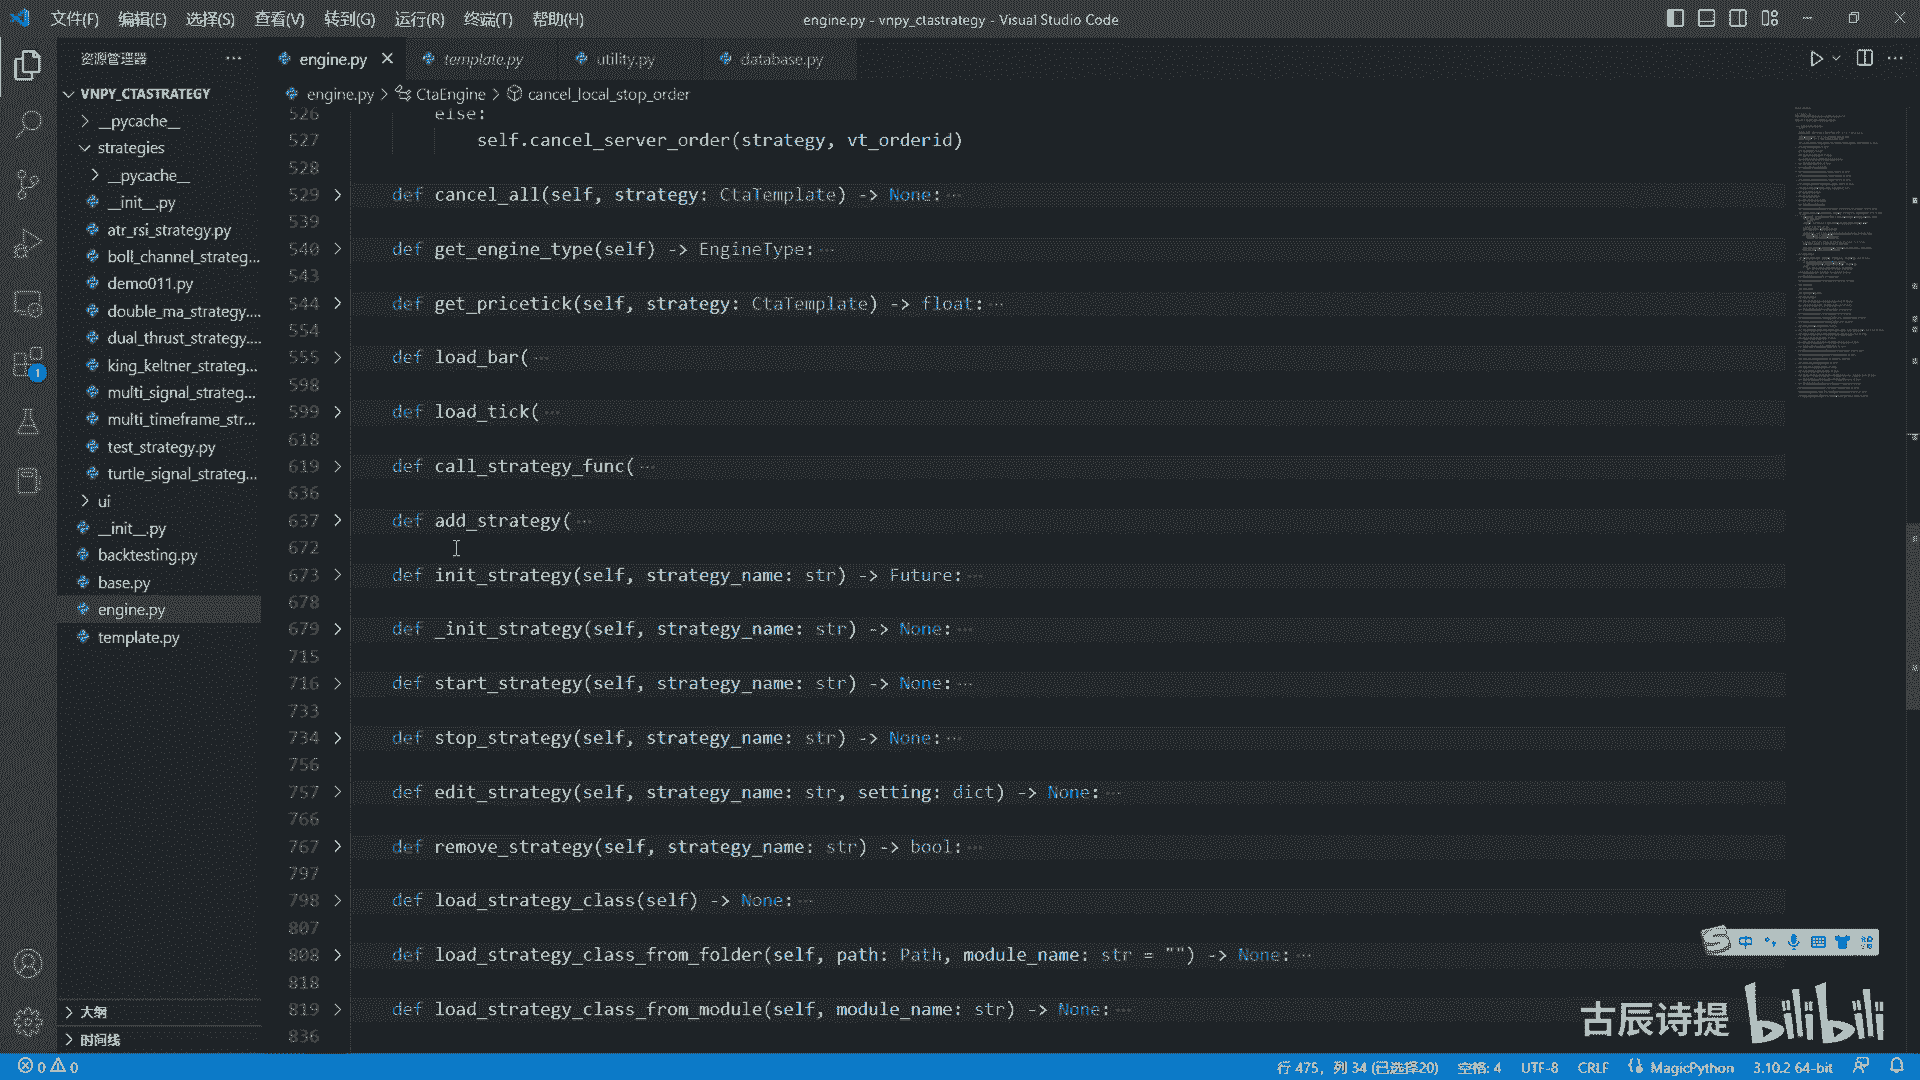 文件(F) 编辑(E) 选择(S) 查看(V) 转到(G) 运行(R) 终端(T) 帮助(H)
engine.py - vnpy_ctastrategy - Visual Studio Code
资源管理器
VNPY_CTASTRATEGY
__pycache__
strategies
__pycache__
__init__.py
atr_rsi_strategy.py
boll_channel_strateg...
demo011.py
double_ma_strategy....
dual_thrust_strategy....
king_keltner_strateg...
multi_signal_strateg...
multi_timeframe_str...
test_strategy.py
turtle_signal_strateg...
ui
__init__.py
backtesting.py
base.py
engine.py
template.py
大纲
时间线
1
engine.py template.py utility.py database.py
engine.py > CtaEngine > cancel_local_stop_order
526 else:
527 self.cancel_server_order(strategy, vt_orderid)
528
529 def cancel_all(self, strategy: CtaTemplate) -> None:···
539
540 def get_engine_type(self) -> EngineType:···
543
544 def get_pricetick(self, strategy: CtaTemplate) -> float:···
554
555 def load_bar(···
598
599 def load_tick(···
618
619 def call_strategy_func(···
636
637 def add_strategy(···
672
673 def init_strategy(self, strategy_name: str) -> Future:···
678
679 def _init_strategy(self, strategy_name: str) -> None:···
715
716 def start_strategy(self, strategy_name: str) -> None:···
733
734 def stop_strategy(self, strategy_name: str) -> None:···
756
757 def edit_strategy(self, strategy_name: str, setting: dict) -> None:···
766
767 def remove_strategy(self, strategy_name: str) -> bool:···
797
798 def load_strategy_class(self) -> None:···
807
808 def load_strategy_class_from_folder(self, path: Path, module_name: str = "") -> None:···
818
819 def load_strategy_class_from_module(self, module_name: str) -> None:···
836
中
古辰诗提 bilibili
0 0
行 475，列 34 (已选择20) 空格: 4 UTF-8 CRLF MagicPython 3.10.2 64-bit